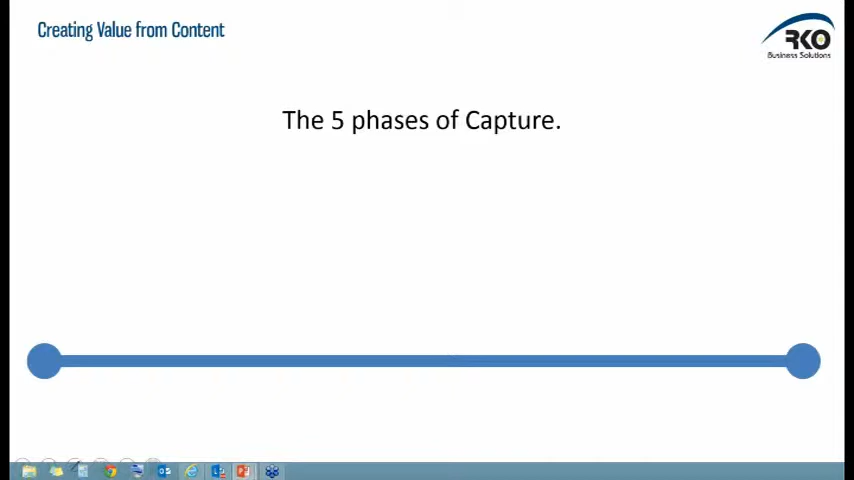 Creating Value from Content
RKO
Business Solutions
The 5 phases of Capture.